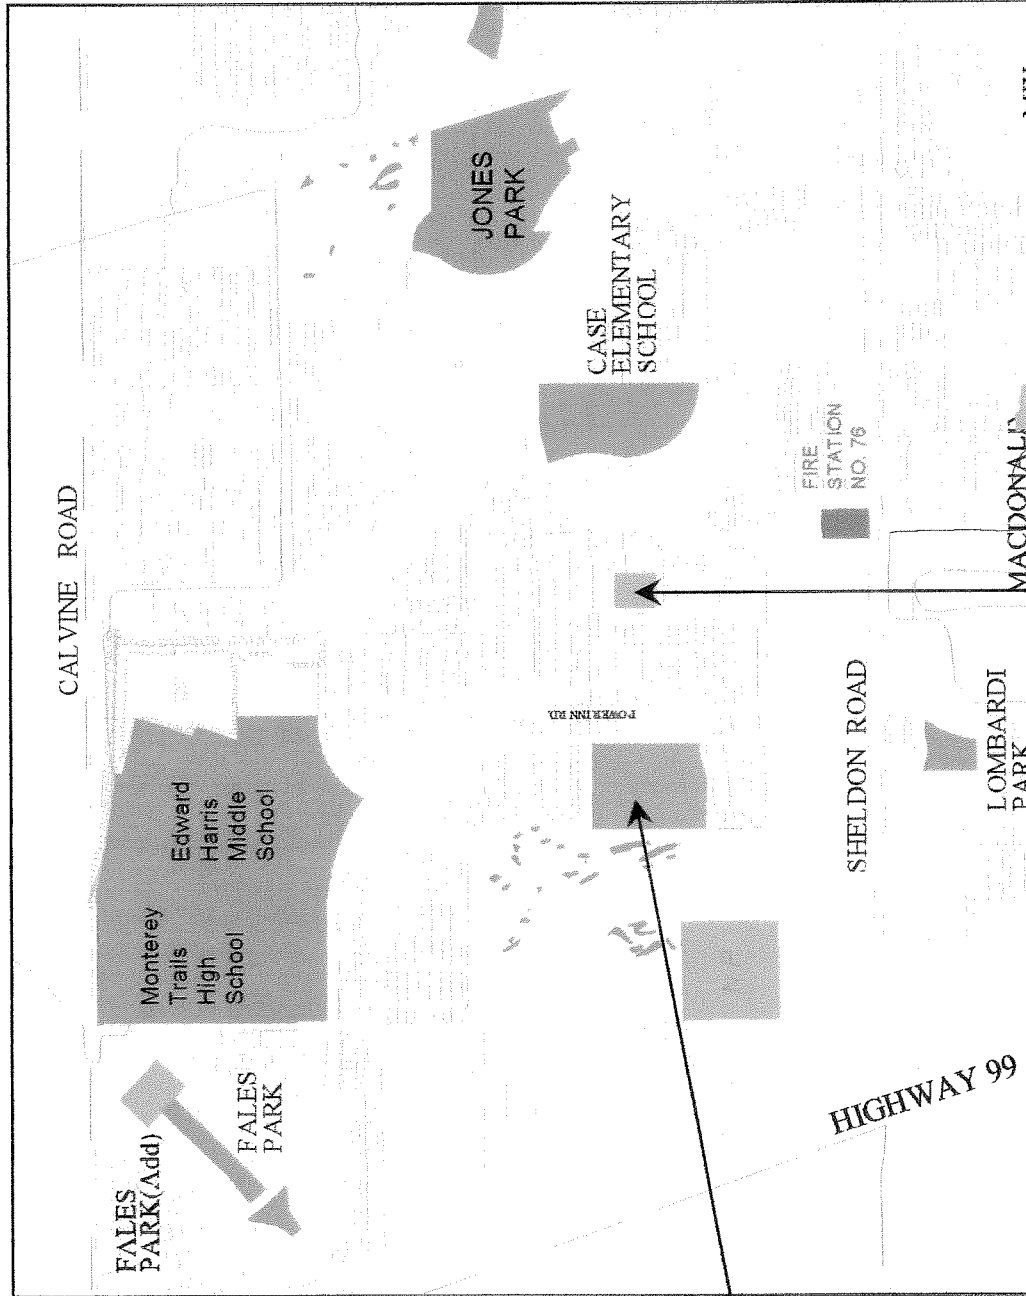 CALVINE ROAD
JONES
PARK
CASE
ELEMENTARY
SCHOOL
FIRE
STATION
NO. 76
MACDONALD
POWER INN RD.
Monterey
Trails
High
School
Edward
Harris
Middle
School
SHELDON ROAD
LOMBARDI
PARK
FALES
PARK(Add)
FALES
PARK
HIGHWAY 99